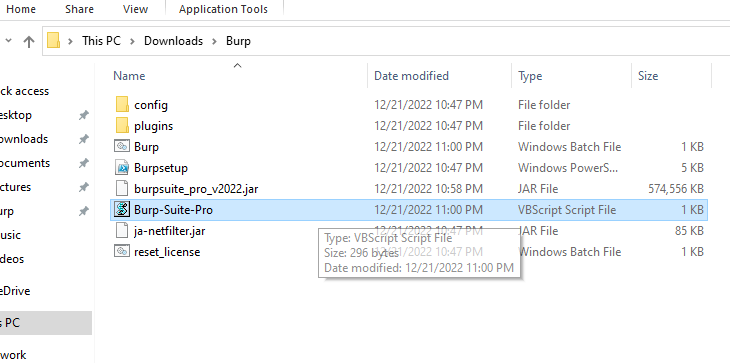 Home Share View Application Tools
This PC > Downloads > Burp
Name Date modified Type Size
ck access
esktop
ownloads
ocuments
ctures
urp
usic
deos
eDrive
s PC
work
config 12/21/2022 10:47 PM File folder
plugins 12/21/2022 10:47 PM File folder
Burp 12/21/2022 11:00 PM Windows Batch File 1 KB
Burpsetup 12/21/2022 10:47 PM Windows PowerS... 5 KB
burpsuite_pro_v2022.jar 12/21/2022 10:58 PM JAR File 574,556 KB
Burp-Suite-Pro 12/21/2022 11:00 PM VBScript Script File 1 KB
ja-netfilter.jar 12/21/2022 10:47 PM JAR File 85 KB
reset_license 12/21/2022 10:47 PM Windows Batch File 1 KB
Type: VBScript Script File
Size: 296 bytes
Date modified: 12/21/2022 11:00 PM